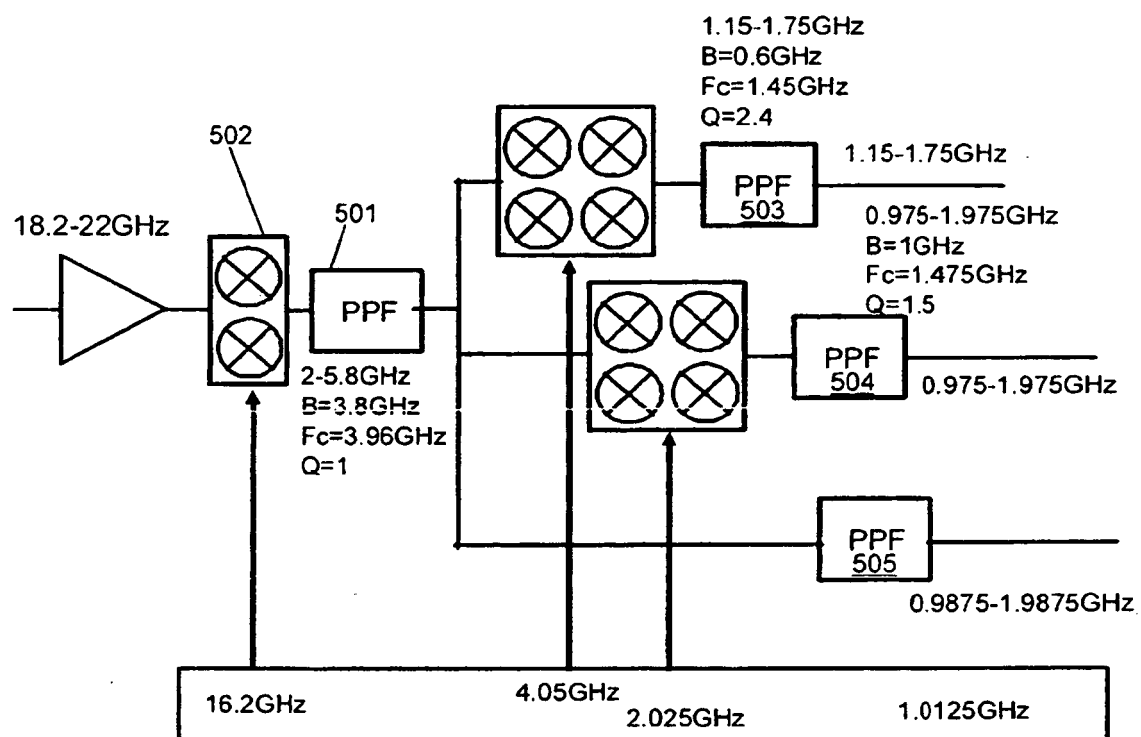 1.15-1.75GHz
B=0.6GHz
Fc=1.45GHz
Q=2.4
502
501
18.2-22GHz
PPF
2-5.8GHz
B=3.8GHz
Fc=3.96GHz
Q=1
PPF
503
1.15-1.75GHz
0.975-1.975GHz
B=1GHz
Fc=1.475GHz
Q=1.5
PPF
504
0.975-1.975GHz
PPF
505
0.9875-1.9875GHz
16.2GHz
4.05GHz
2.025GHz
1.0125GHz